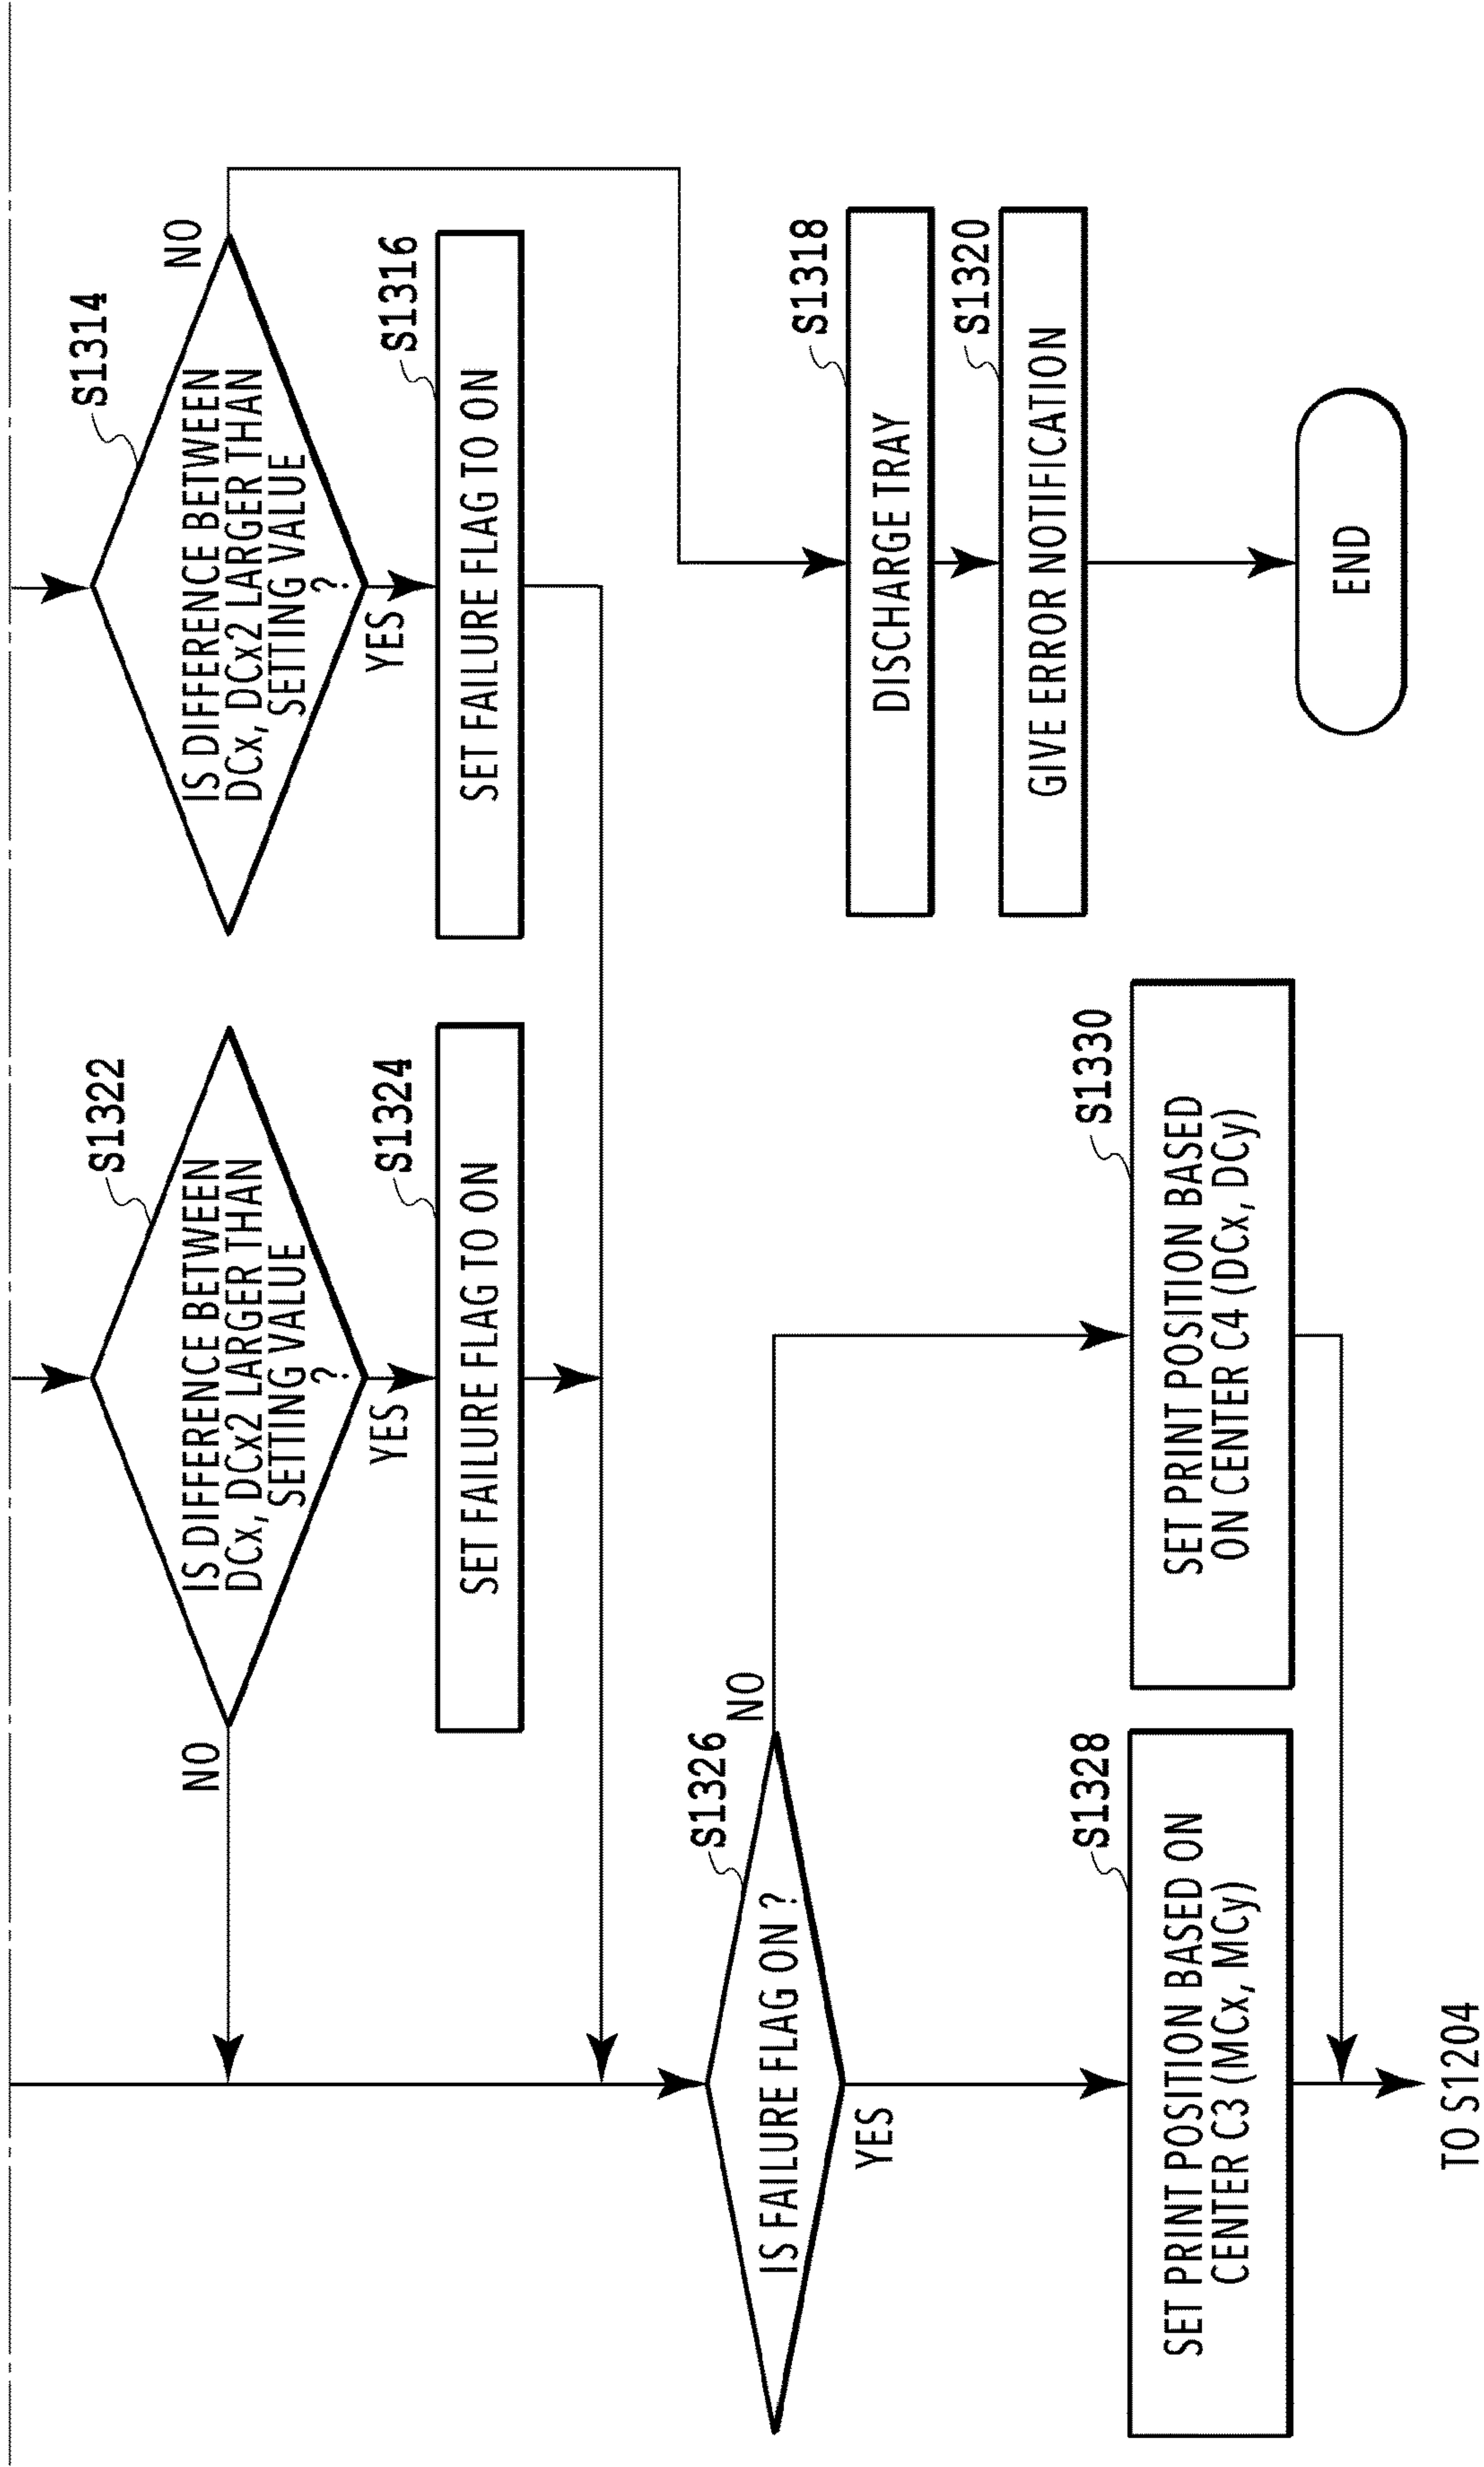 S1314
IS DIFFERENCE BETWEEN
DCx, DCx2 LARGER THAN
SETTING VALUE
?
NO
YES
S1316
SET FAILURE FLAG TO ON
S1318
DISCHARGE TRAY
S1320
GIVE ERROR NOTIFICATION
END
S1322
IS DIFFERENCE BETWEEN
DCx, DCx2 LARGER THAN
SETTING VALUE
?
NO
YES
S1324
SET FAILURE FLAG TO ON
S1326
IS FAILURE FLAG ON ?
NO
YES
S1328
SET PRINT POSITION BASED ON
CENTER C3 (MCx, MCy)
S1330
SET PRINT POSITION BASED
ON CENTER C4 (DCx, DCy)
TO S1204